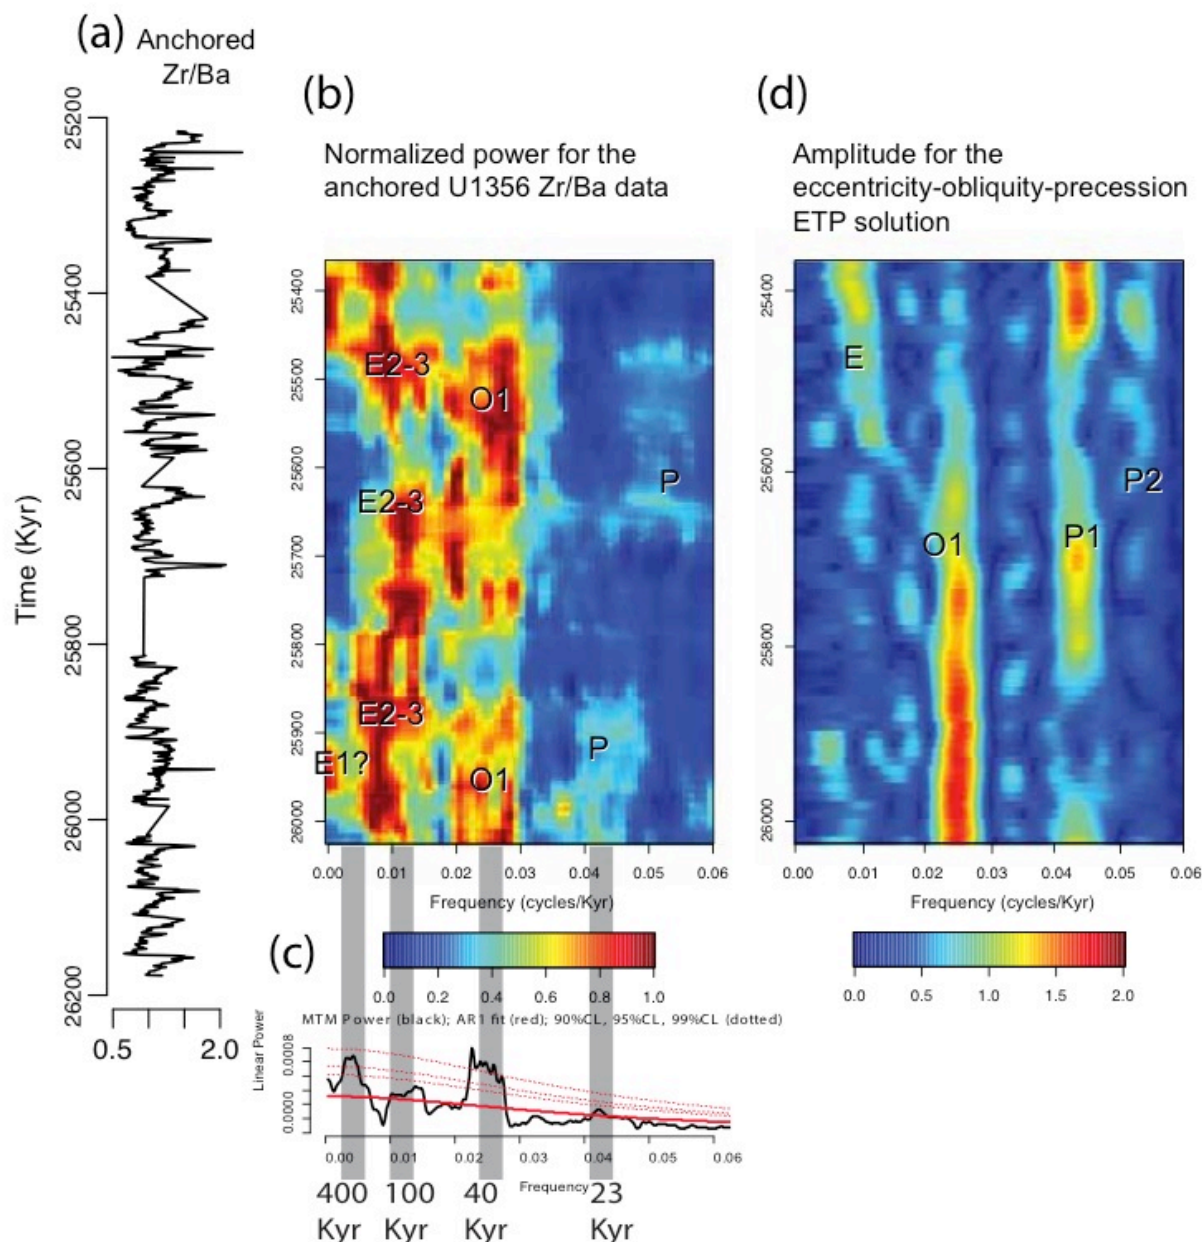 (a) Anchored
Zr/Ba
Time (Kyr)
25200
25400
25600
25800
26000
26200
0.5 2.0
(b)
Normalized power for the
anchored U1356 Zr/Ba data
25400
25500
25600
25700
25800
25900
26000
E2-3
O1
E2-3
P
E2-3
E1?
O1
P
0.00 0.01 0.02 0.03 0.04 0.05 0.06
Frequency (cycles/Kyr)
0.0 0.2 0.4 0.6 0.8 1.0
(c)
MTM Power (black); AR1 fit (red); 90%CL, 95%CL, 99%CL (dotted)
Linear Power
0.0008
0.0000
0.00 0.01 0.02 0.03 0.04 0.05 0.06
Frequency
400 100 40 23
Kyr Kyr Kyr Kyr
(d)
Amplitude for the
eccentricity-obliquity-precession
ETP solution
25400
25600
25800
26000
E
P2
O1
P1
0.00 0.01 0.02 0.03 0.04 0.05 0.06
Frequency (cycles/Kyr)
0.0 0.5 1.0 1.5 2.0